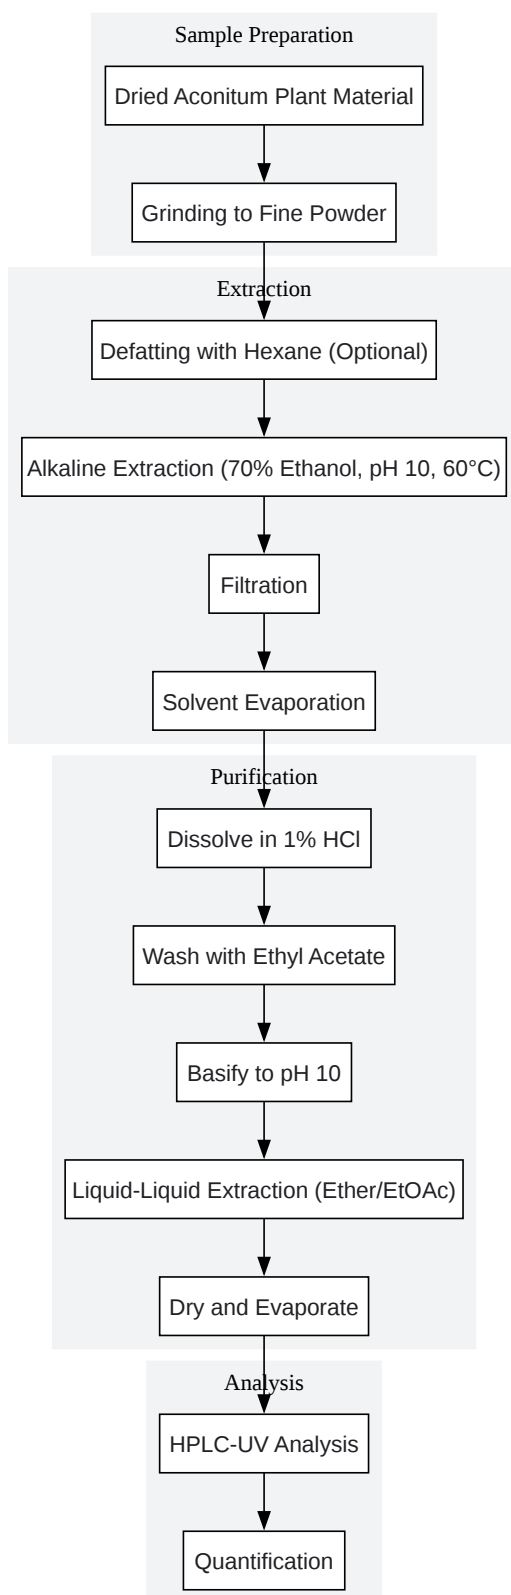 Sample Preparation
Dried Aconitum Plant Material
Grinding to Fine Powder
Extraction
Defatting with Hexane (Optional)
Alkaline Extraction (70% Ethanol, pH 10, 60°C)
Filtration
Solvent Evaporation
Purification
Dissolve in 1% HCl
Wash with Ethyl Acetate
Basify to pH 10
Liquid-Liquid Extraction (Ether/EtOAc)
Dry and Evaporate
Analysis
HPLC-UV Analysis
Quantification